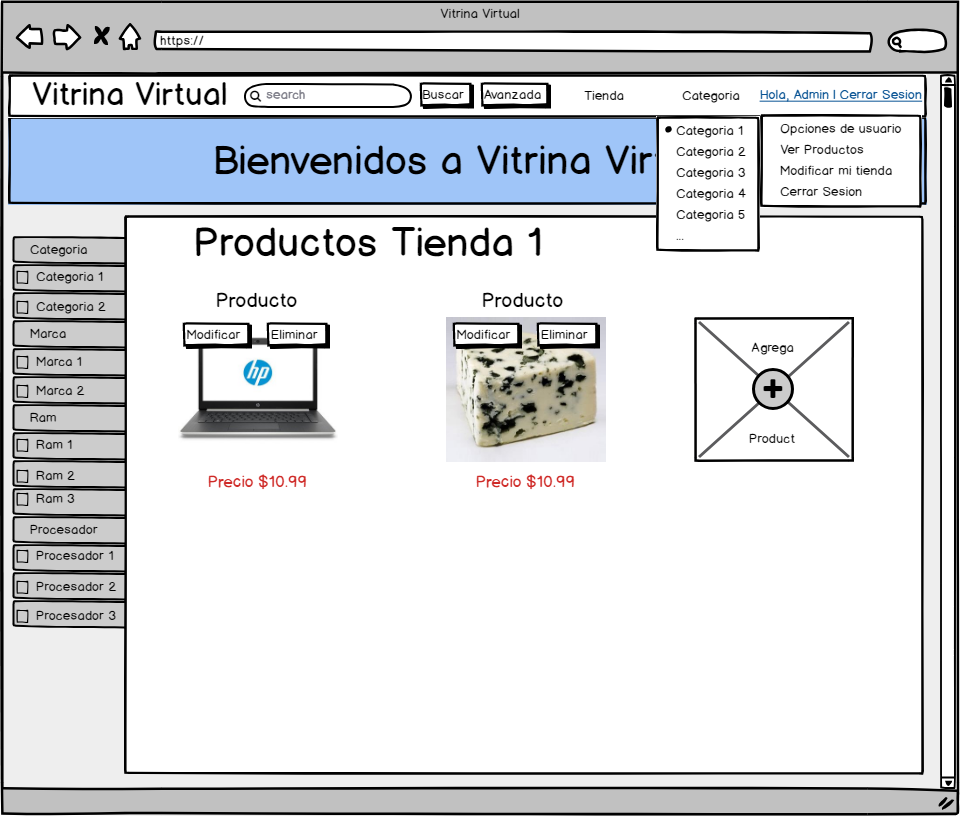 Vitrina Virtual
https://
Vitrina Virtual
search
Buscar
Avanzada
Tienda
Categoria
Hola, Admin | Cerrar Sesion
Bienvenidos a Vitrina Vir
Categoria 1
Categoria 2
Categoria 3
Categoria 4
Categoria 5
...
Opciones de usuario
Ver Productos
Modificar mi tienda
Cerrar Sesion
Categoria
Categoria 1
Categoria 2
Marca
Marca 1
Marca 2
Ram
Ram 1
Ram 2
Ram 3
Procesador
Procesador 1
Procesador 2
Procesador 3
Productos Tienda 1
Producto
Modificar
Eliminar
hp
Precio $10.99
Producto
Modificar
Eliminar
Precio $10.99
Agrega
Product